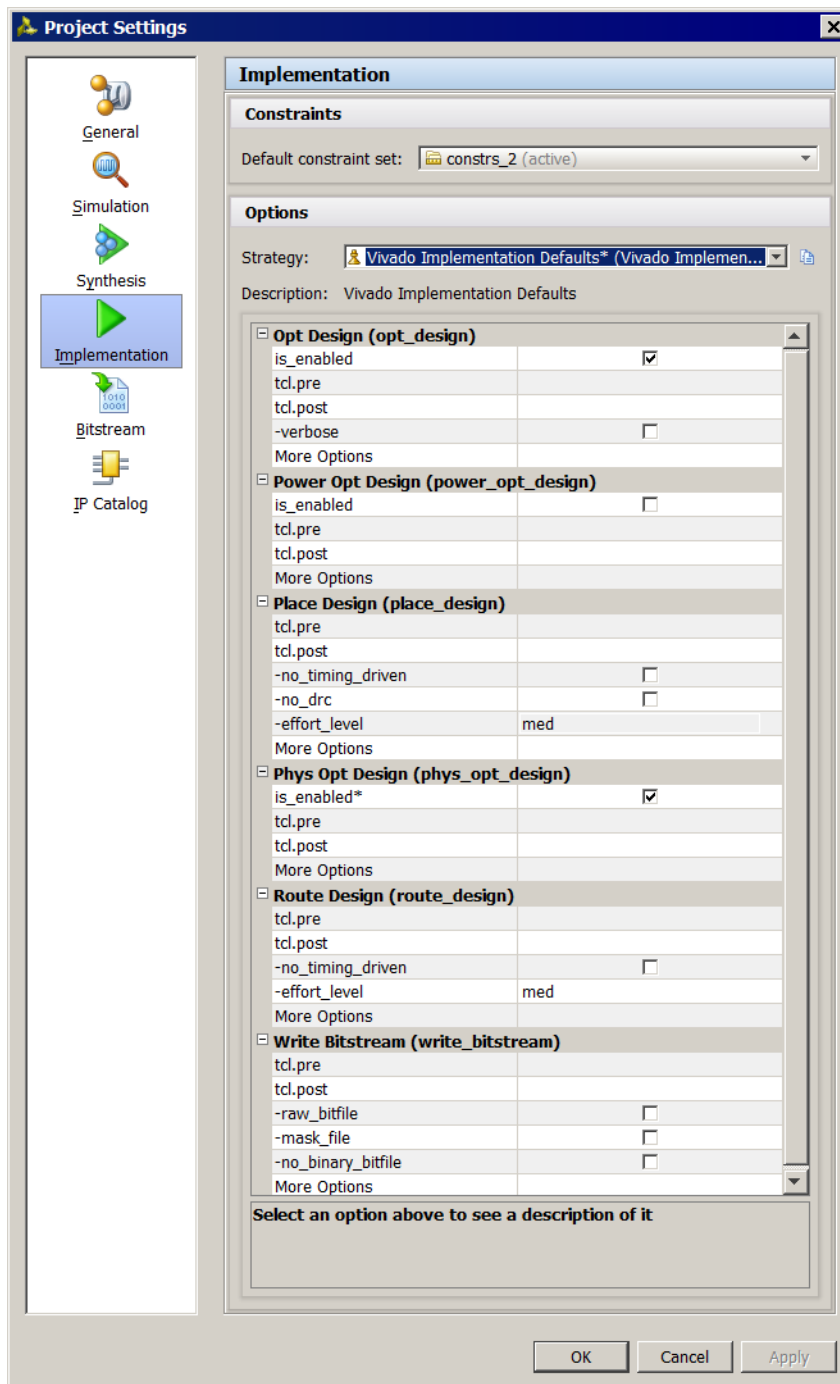 Project Settings
General
Simulation
Synthesis
Implementation
1010
0001
Bitstream
IP Catalog
Implementation
Constraints
Default constraint set: constrs_2 (active)
Options
Strategy: Vivado Implementation Defaults* (Vivado Implemen...
Description: Vivado Implementation Defaults
Opt Design (opt_design)
is_enabled
tcl.pre
tcl.post
-verbose
More Options
Power Opt Design (power_opt_design)
is_enabled
tcl.pre
tcl.post
More Options
Place Design (place_design)
tcl.pre
tcl.post
-no_timing_driven
-no_drc
-effort_level med
More Options
Phys Opt Design (phys_opt_design)
is_enabled*
tcl.pre
tcl.post
More Options
Route Design (route_design)
tcl.pre
tcl.post
-no_timing_driven
-effort_level med
More Options
Write Bitstream (write_bitstream)
tcl.pre
tcl.post
-raw_bitfile
-mask_file
-no_binary_bitfile
More Options
Select an option above to see a description of it
OK Cancel Apply